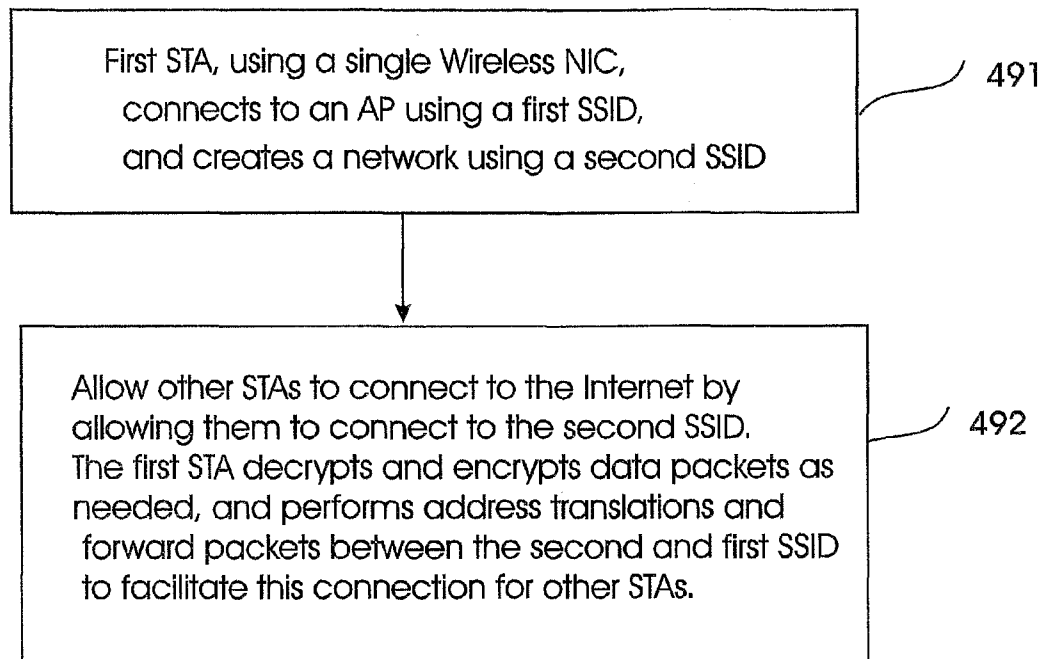 First STA, using a single Wireless NIC,
connects to an AP using a first SSID,
and creates a network using a second SSID
491
Allow other STAs to connect to the Internet by
allowing them to connect to the second SSID.
The first STA decrypts and encrypts data packets as
needed, and performs address translations and
forward packets between the second and first SSID
to facilitate this connection for other STAs.
492